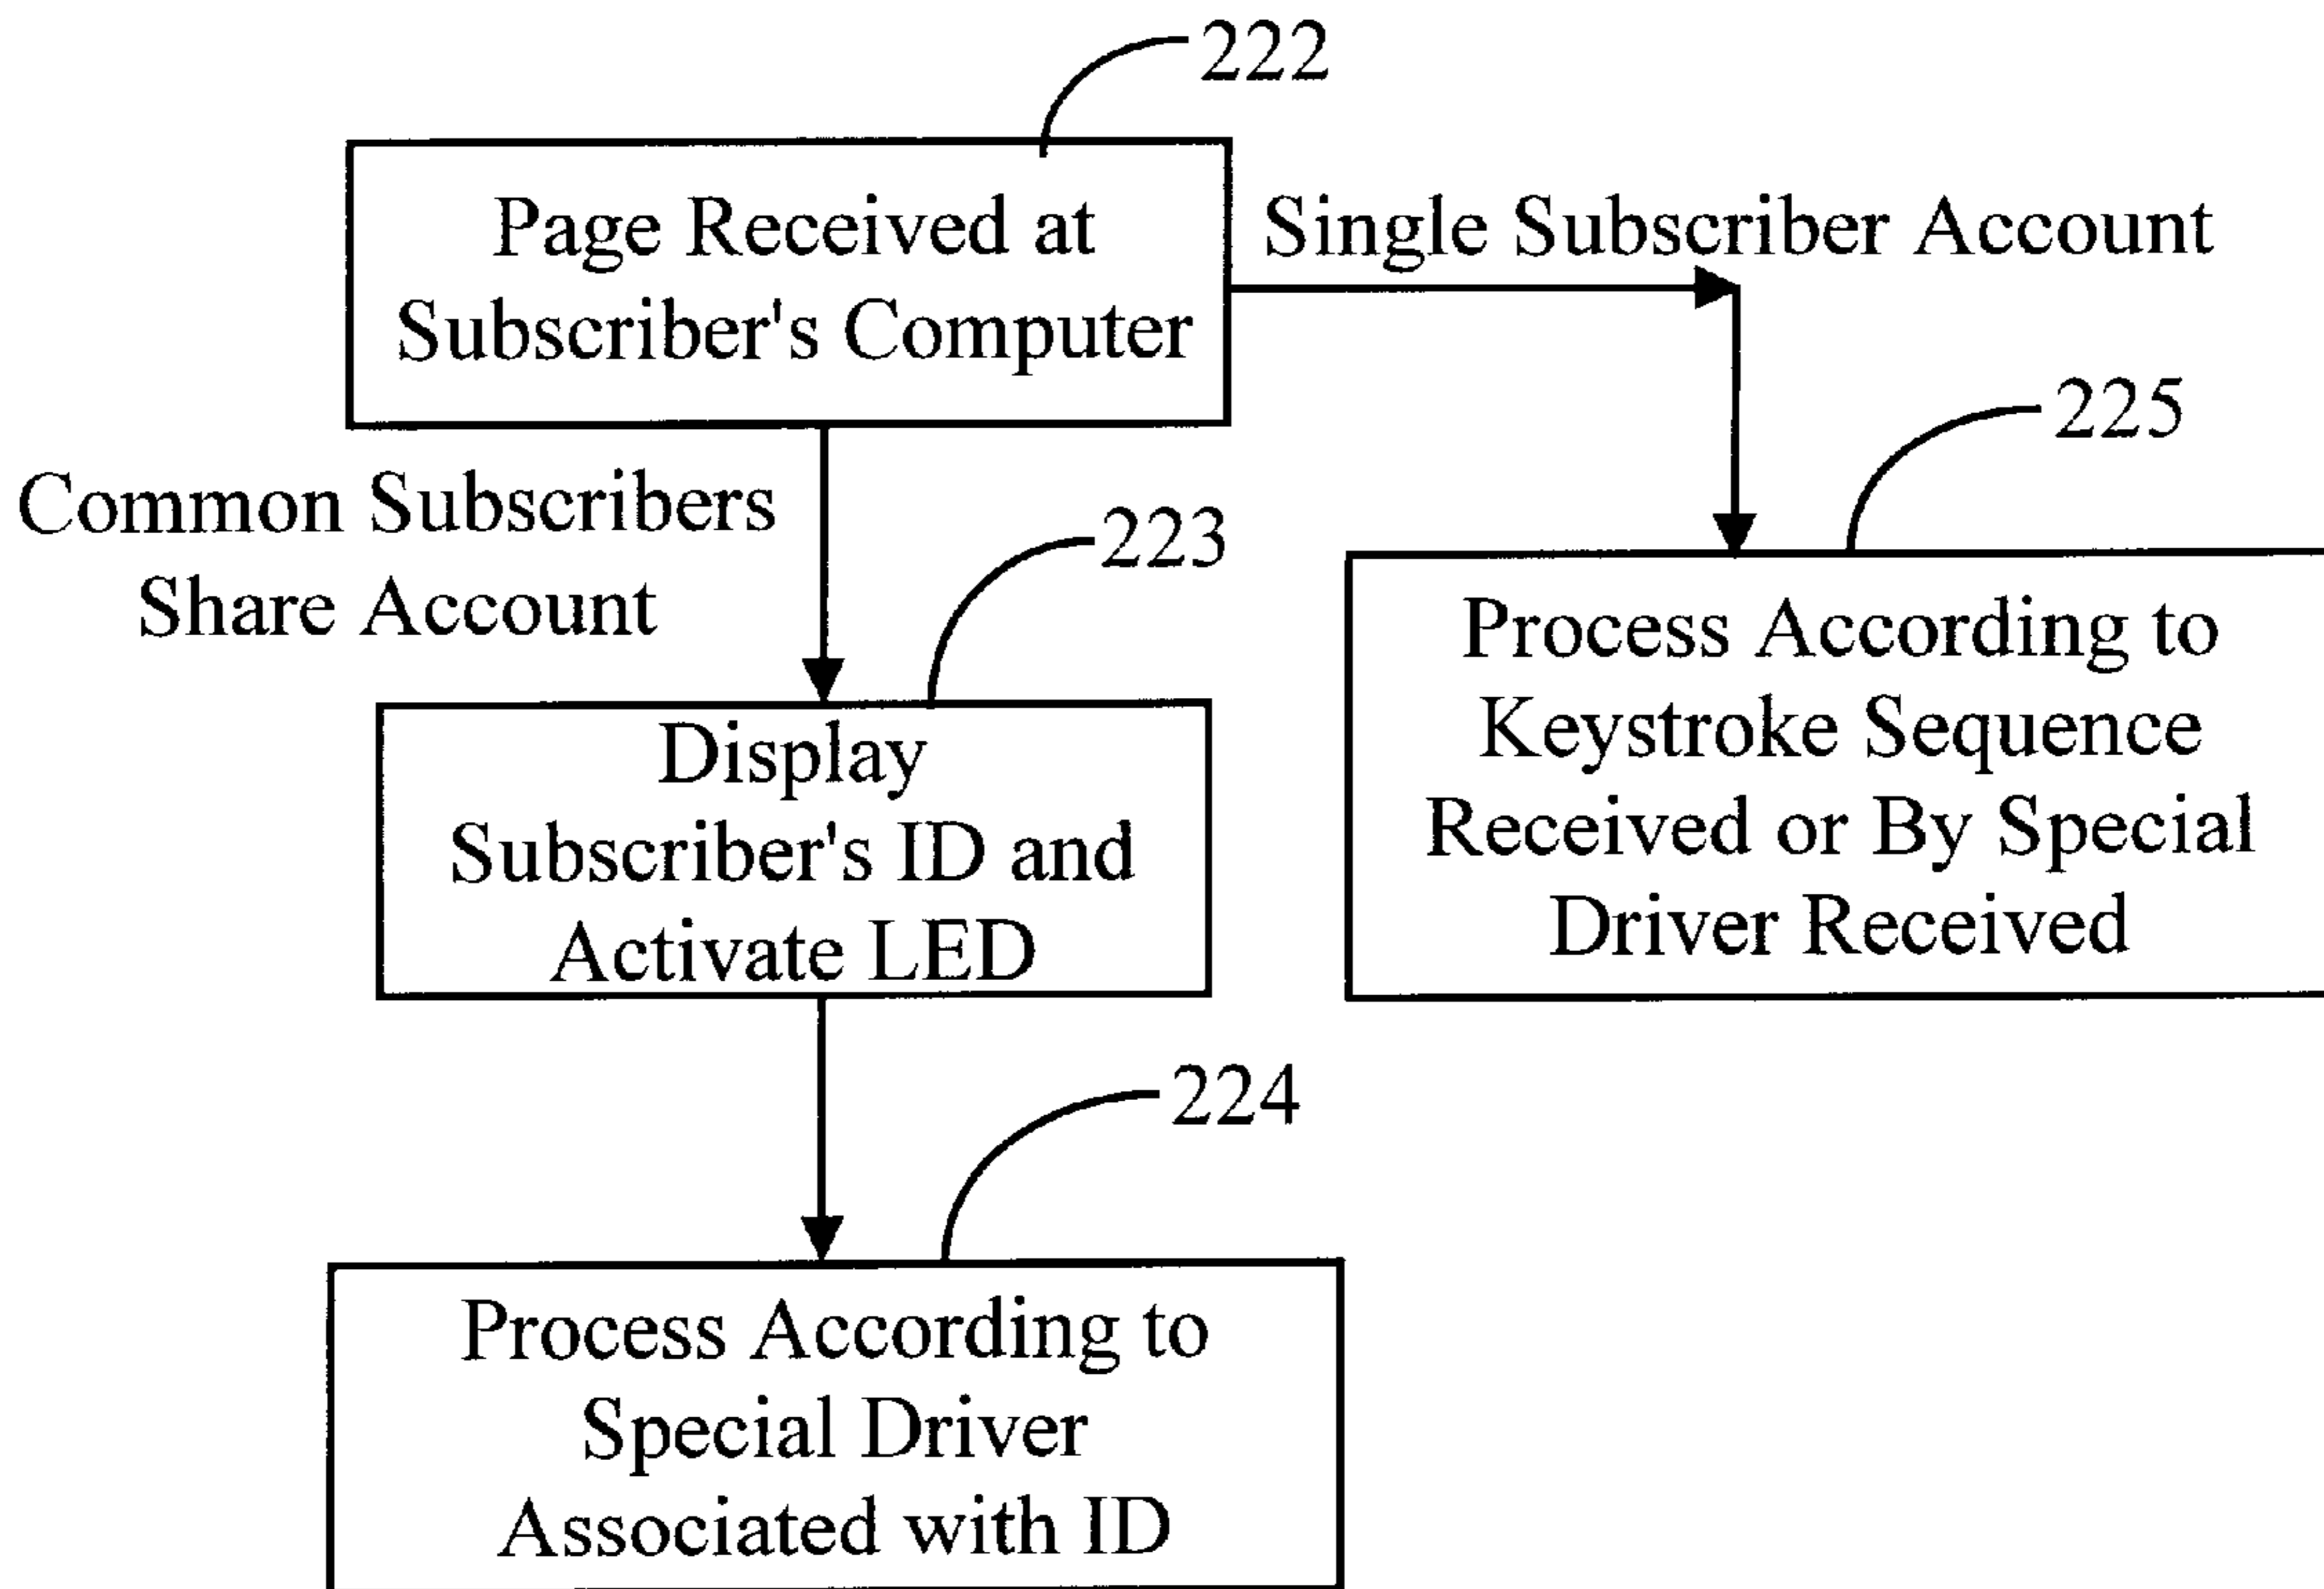 222
Page Received at
Subscriber's Computer
Single Subscriber Account
225
Common Subscribers
Share Account
223
Process According to
Keystroke Sequence
Received or By Special
Driver Received
Display
Subscriber's ID and
Activate LED
224
Process According to
Special Driver
Associated with ID